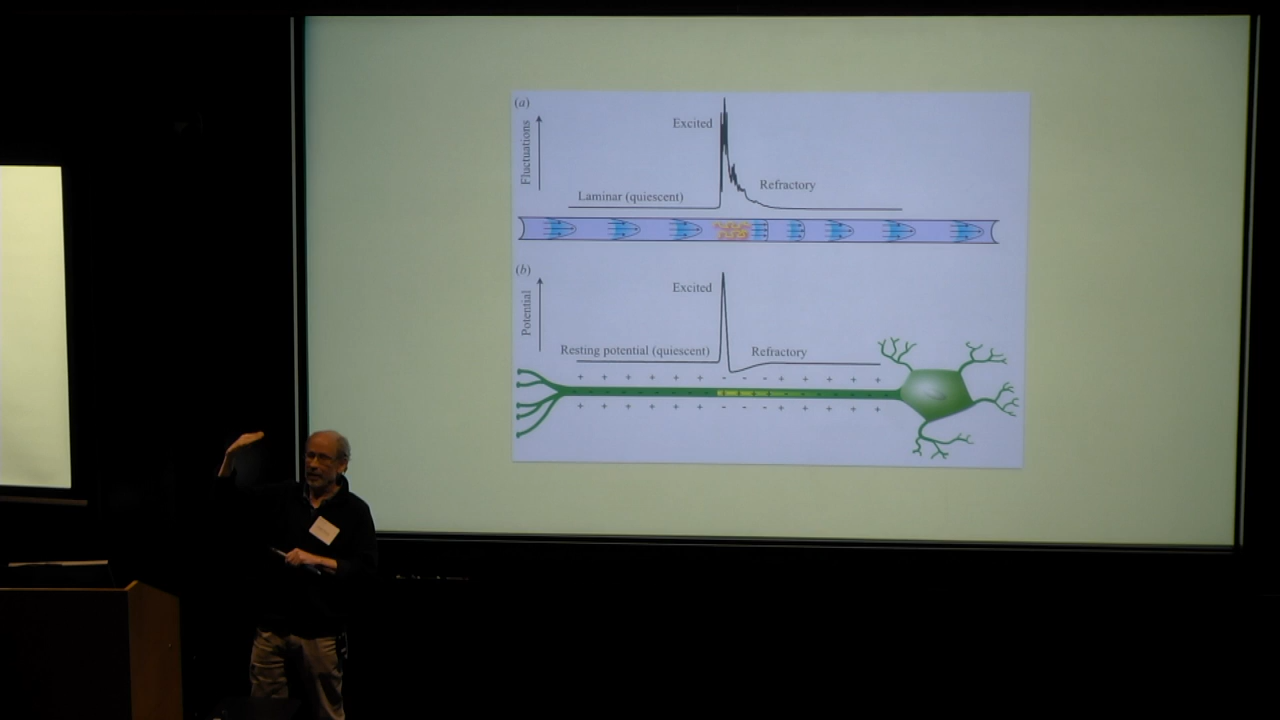 (a)
Fluctuations
Excited
Laminar (quiescent)
Refractory
(b)
Potential
Excited
Resting potential (quiescent)
Refractory
+ + + + + + - - - + + + + +
+ + + + + + - - - + + + + +